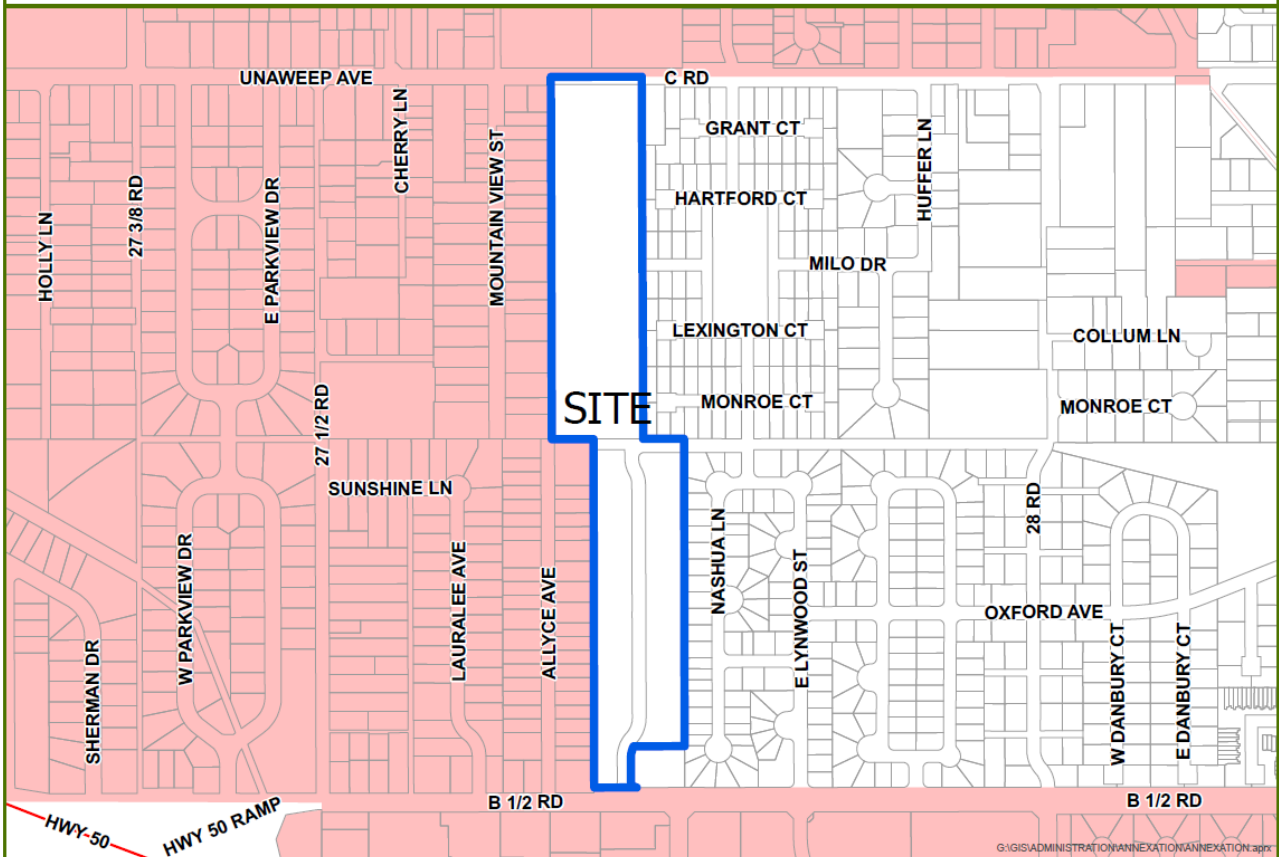 UNAWEEP AVE
C RD
CHERRY LN
GRANT CT
HUFFER LN
MOUNTAIN VIEW ST
27 3/8 RD
E PARKVIEW DR
HARTFORD CT
HOLLY LN
MILO DR
LEXINGTON CT
COLLUM LN
SITE
MONROE CT
MONROE CT
27 1/2 RD
SUNSHINE LN
28 RD
NASHUA LN
W PARKVIEW DR
LAURALEE AVE
ALLYCE AVE
E LYNWOOD ST
OXFORD AVE
SHERMAN DR
W DANBURY CT
E DANBURY CT
B 1/2 RD
B 1/2 RD
HWY 50
HWY 50 RAMP
G:\GIS\ADMINISTRATION\ANNEXATION\ANNEXATION.aprx